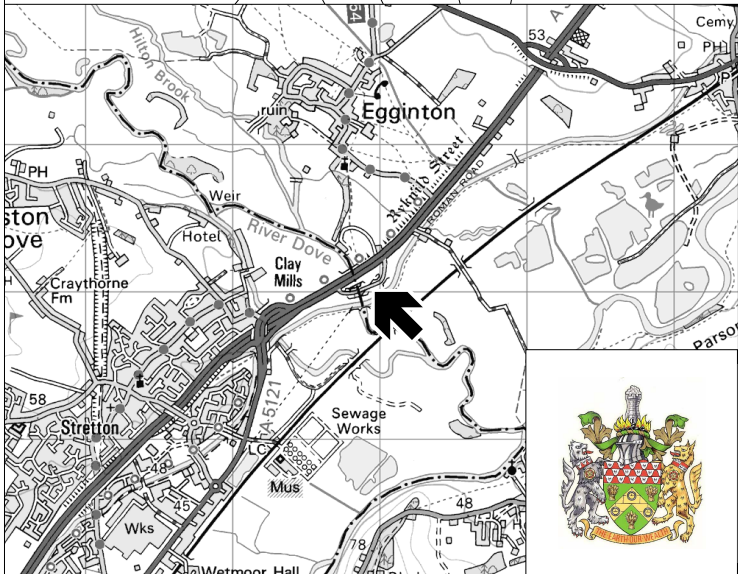 54
Hilton Brook
53
A
Cemy
PH
P
ruin
Egginton
Rykneld Street
ROMAN ROAD
PH
Weir
ston
ove
Hotel
River Dove
Clay
Mills
H
Craythorne
Fm
Parson
58
Stretton
A 5121
Sewage
Works
LC
48
Mus
45
Wks
48
H
78
Wetmoor Hall